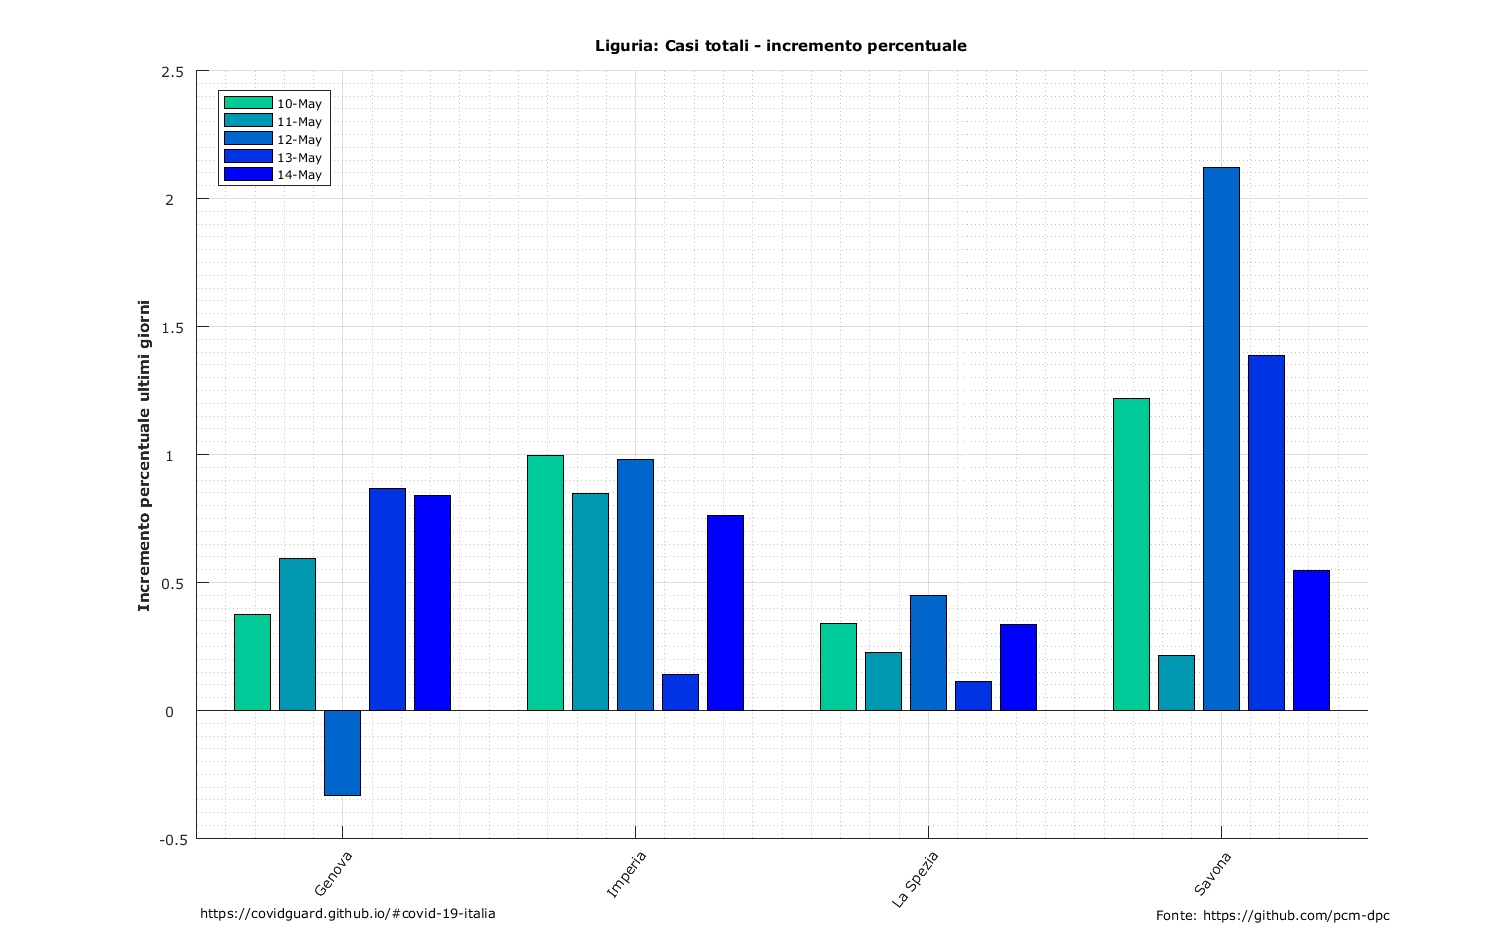 Liguria: Casi totali - incremento percentuale
2.5
2
1.5
1
0.5
0
-0.5
Incremento percentuale ultimi giorni
10-May
11-May
12-May
13-May
14-May
Genova
Imperia
La Spezia
Savona
https://covidguard.github.io/#covid-19-italia
Fonte: https://github.com/pcm-dpc